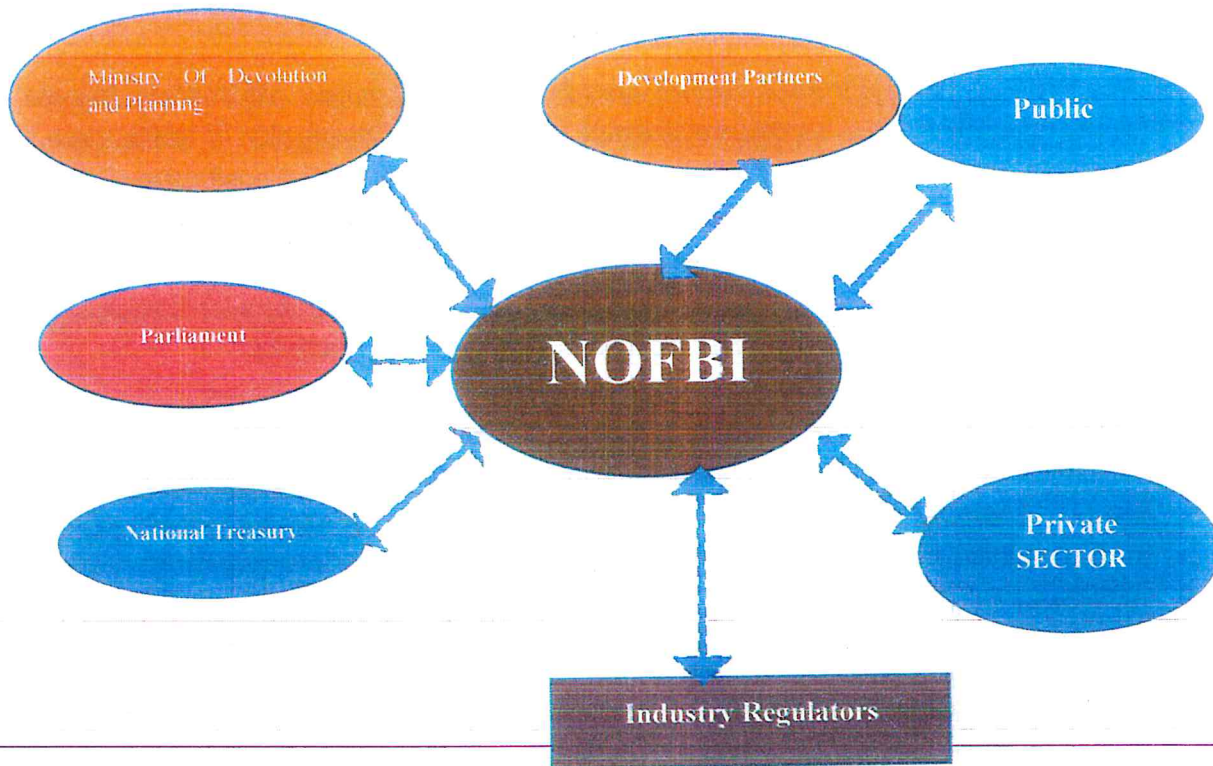 Ministry Of Devolution
and Planning
Development Partners
Public
Parliament
NOFBI
National Treasury
Private
SECTOR
Industry Regulators